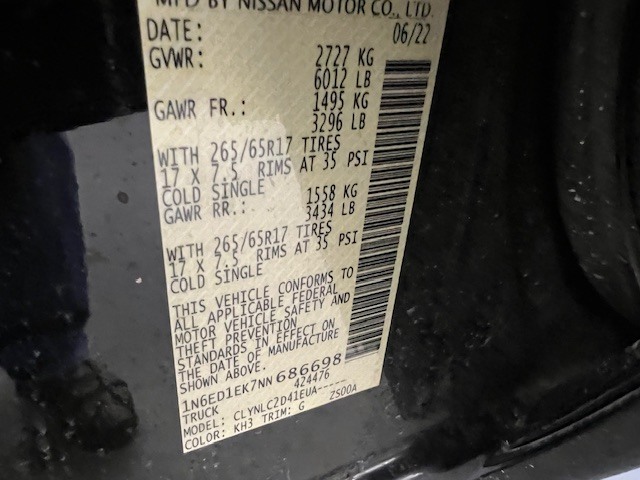 MFD BY NISSAN MOTOR CO., LTD.
DATE: 06/22
GVWR: 2727 KG
6012 LB
GAWR FR.: 1495 KG
3296 LB
WITH 265/65R17 TIRES
17 X 7.5 RIMS AT 35 PSI
COLD SINGLE
GAWR RR.: 1558 KG
3434 LB
WITH 265/65R17 TIRES
17 X 7.5 RIMS AT 35 PSI
COLD SINGLE
THIS VEHICLE CONFORMS TO
ALL APPLICABLE FEDERAL
MOTOR VEHICLE SAFETY AND
THEFT PREVENTION
STANDARDS IN EFFECT ON
THE DATE OF MANUFACTURE
SHOWN ABOVE.
1N6ED1EK7NN686698
TRUCK 424476
MODEL: CLYNLC2D41EUA-----
COLOR: KH3 TRIM: G ZS00A